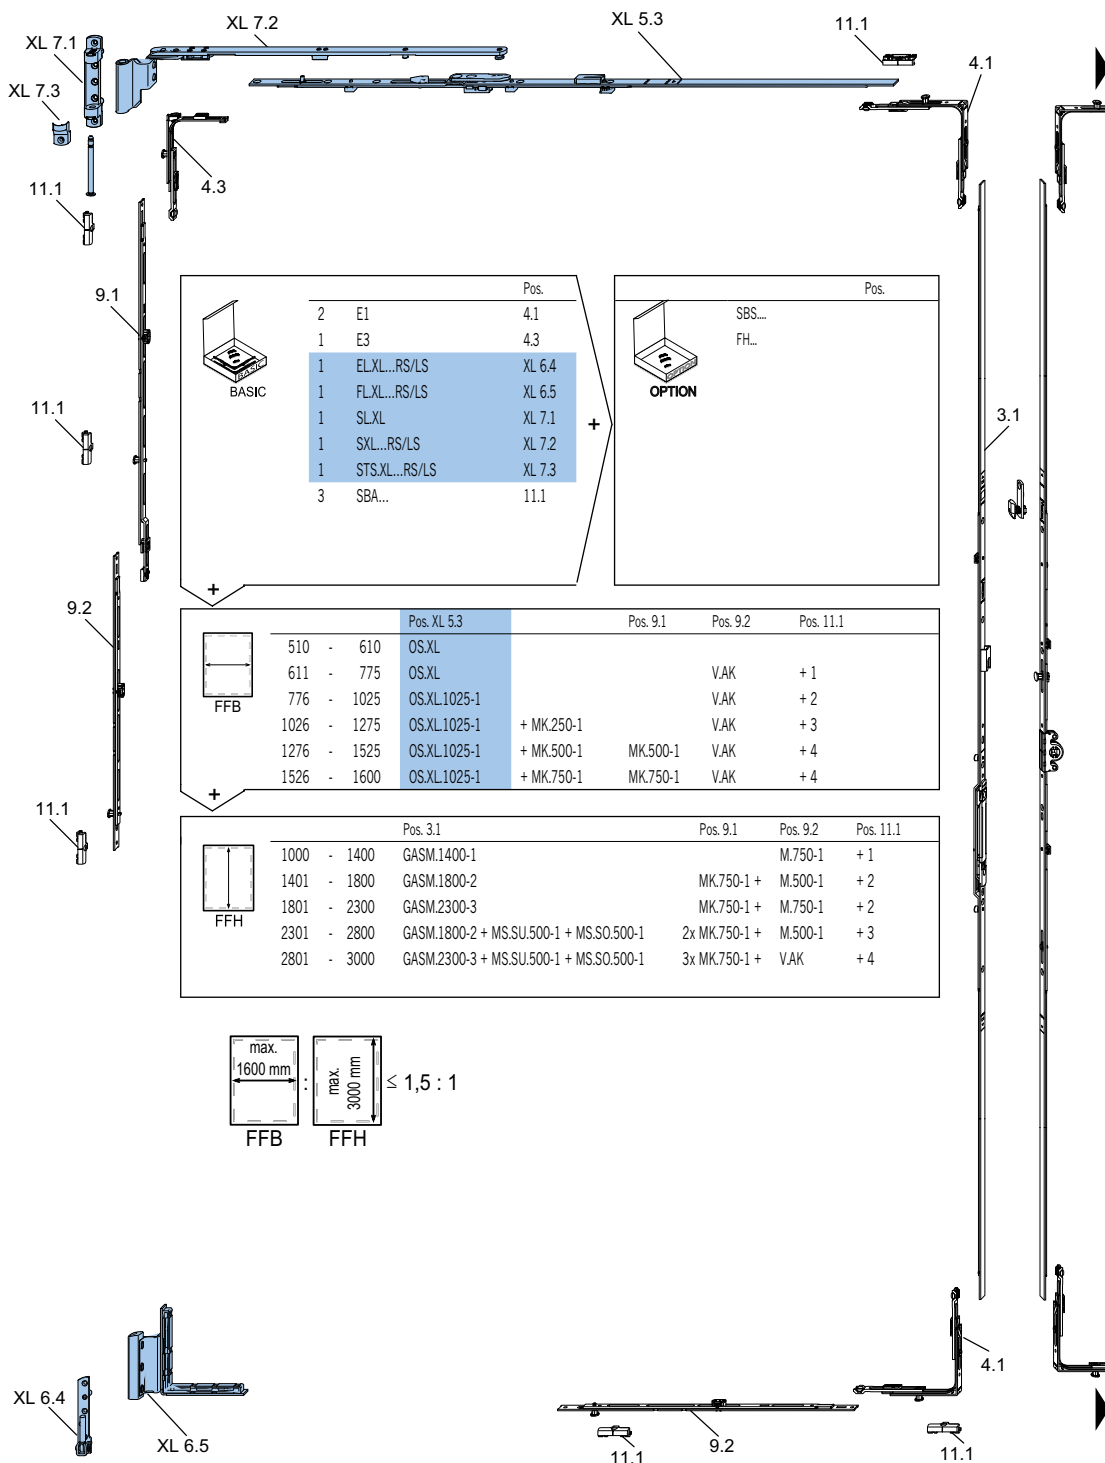 XL 7.2
XL 5.3
11.1
XL 7.1
4.1
XL 7.3
4.3
11.1
9.1
Pos.
2 E1 4.1
1 E3 4.3
1 EL.XL...RS/LS XL 6.4
1 FL.XL...RS/LS XL 6.5
1 SL.XL XL 7.1
1 SXL...RS/LS XL 7.2
1 STS.XL...RS/LS XL 7.3
3 SBA... 11.1
BASIC
BASIC
+
Pos.
SBS....
FH...
OPTION
OPTION
11.1
3.1
+
9.2
Pos. XL 5.3 Pos. 9.1 Pos. 9.2 Pos. 11.1
510 - 610 OS.XL
611 - 775 OS.XL V.AK + 1
776 - 1025 OS.XL.1025-1 V.AK + 2
1026 - 1275 OS.XL.1025-1 + MK.250-1 V.AK + 3
1276 - 1525 OS.XL.1025-1 + MK.500-1 MK.500-1 V.AK + 4
1526 - 1600 OS.XL.1025-1 + MK.750-1 MK.750-1 V.AK + 4
FFB
+
11.1
Pos. 3.1 Pos. 9.1 Pos. 9.2 Pos. 11.1
1000 - 1400 GASM.1400-1 M.750-1 + 1
1401 - 1800 GASM.1800-2 MK.750-1 + M.500-1 + 2
1801 - 2300 GASM.2300-3 MK.750-1 + M.750-1 + 2
2301 - 2800 GASM.1800-2 + MS.SU.500-1 + MS.SO.500-1 2x MK.750-1 + M.500-1 + 3
2801 - 3000 GASM.2300-3 + MS.SU.500-1 + MS.SO.500-1 3x MK.750-1 + V.AK + 4
FFH
max.
1600 mm
:
max.
3000 mm
≤ 1,5 : 1
FFB
FFH
4.1
XL 6.4
XL 6.5
9.2
11.1
11.1